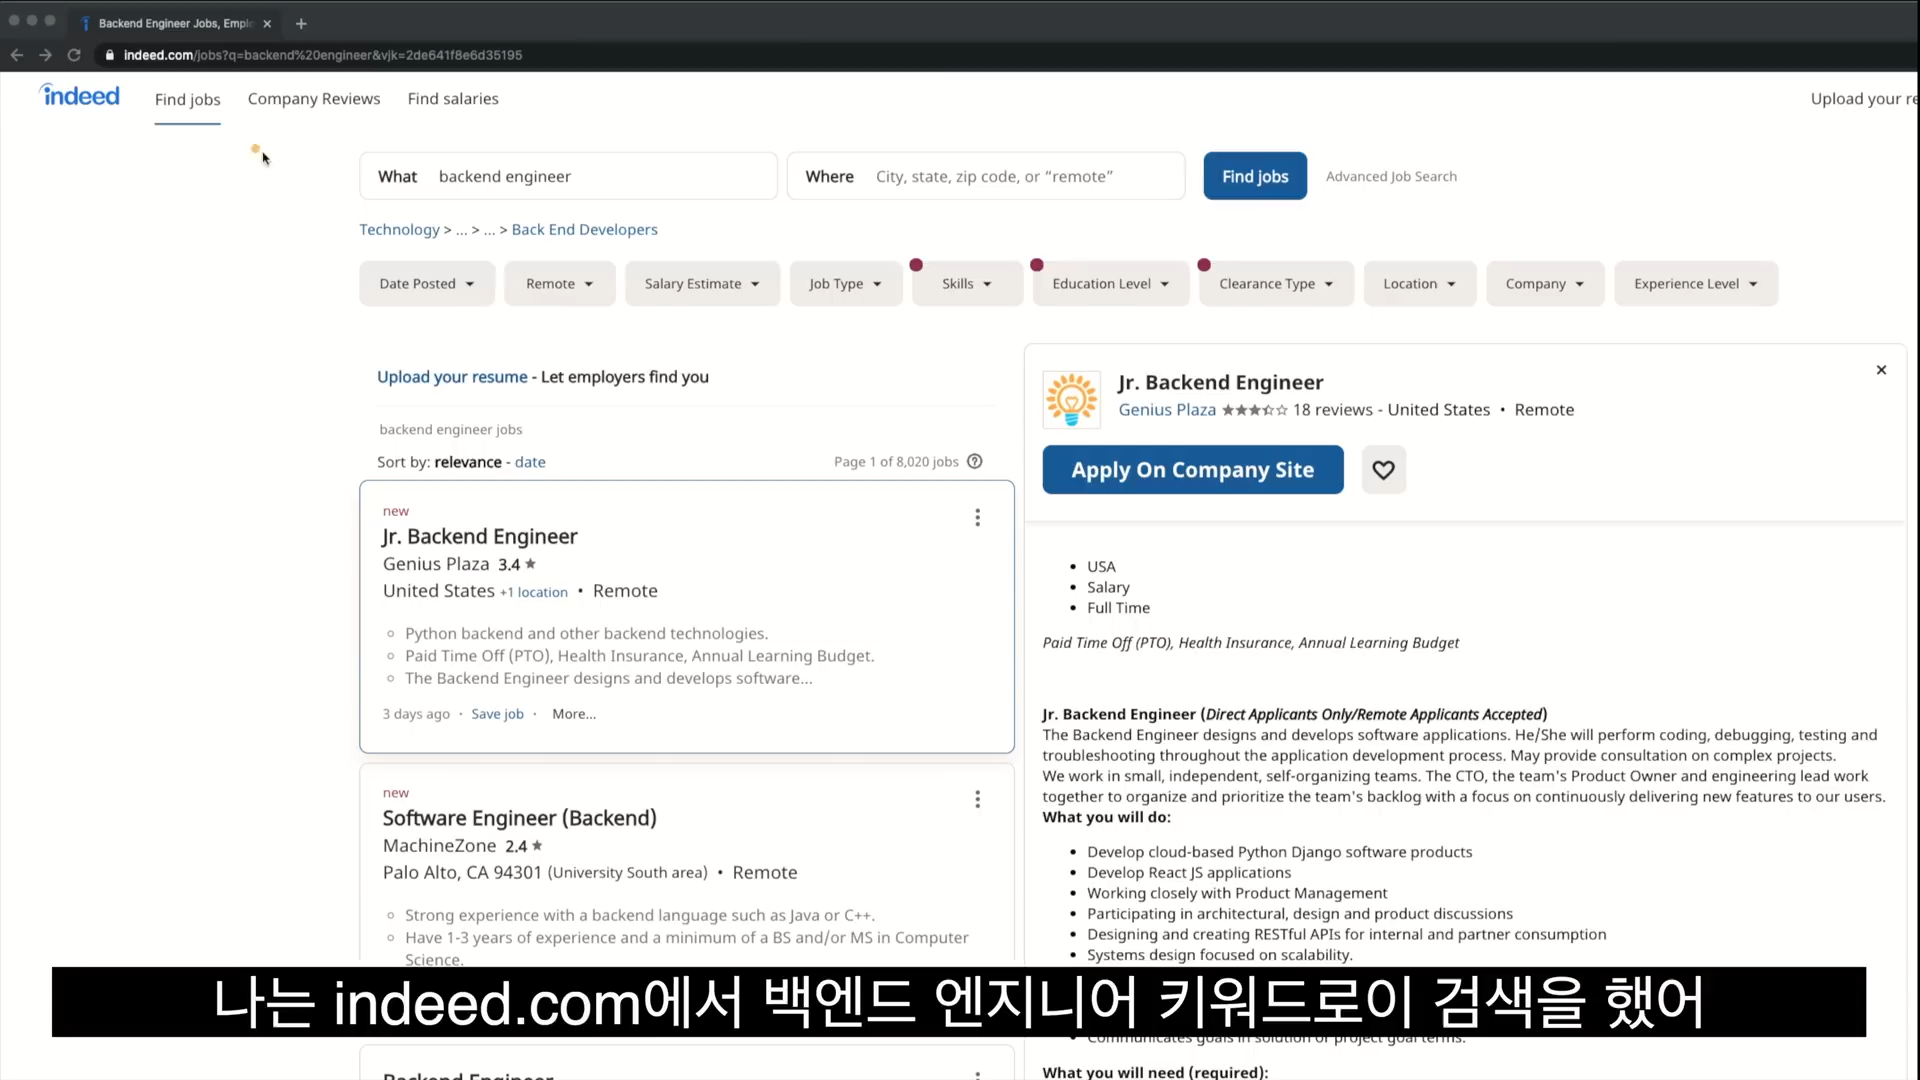 Backend Engineer Jobs, Empl
indeed.com/jobs?q=backend%20engineer&vjk=2de641f8e6d35195
indeed
Find jobs
Company Reviews
Find salaries
Upload your re
What backend engineer
Where City, state, zip code, or “remote”
Find jobs
Advanced Job Search
Technology > ... > ... > Back End Developers
Date Posted
Remote
Salary Estimate
Job Type
Skills
Education Level
Clearance Type
Location
Company
Experience Level
Upload your resume - Let employers find you
backend engineer jobs
Sort by: relevance - date
Page 1 of 8,020 jobs
new
Jr. Backend Engineer
Genius Plaza 3.4 ★
United States +1 location • Remote
Python backend and other backend technologies.
Paid Time Off (PTO), Health Insurance, Annual Learning Budget.
The Backend Engineer designs and develops software...
3 days ago · Save job · More...
new
Software Engineer (Backend)
MachineZone 2.4 ★
Palo Alto, CA 94301 (University South area) • Remote
Strong experience with a backend language such as Java or C++.
Have 1-3 years of experience and a minimum of a BS and/or MS in Computer
Science.
Backend Engineer
Jr. Backend Engineer
Genius Plaza 18 reviews - United States • Remote
Apply On Company Site
USA
Salary
Full Time
Paid Time Off (PTO), Health Insurance, Annual Learning Budget
Jr. Backend Engineer (Direct Applicants Only/Remote Applicants Accepted)
The Backend Engineer designs and develops software applications. He/She will perform coding, debugging, testing and
troubleshooting throughout the application development process. May provide consultation on complex projects.
We work in small, independent, self-organizing teams. The CTO, the team's Product Owner and engineering lead work
together to organize and prioritize the team's backlog with a focus on continuously delivering new features to our users.
What you will do:
Develop cloud-based Python Django software products
Develop React JS applications
Working closely with Product Management
Participating in architectural, design and product discussions
Designing and creating RESTful APIs for internal and partner consumption
Systems design focused on scalability.
Communicates goals in solution or project goal terms.
What you will need (required):
나는 indeed.com에서 백엔드 엔지니어 키워드로이 검색을 했어